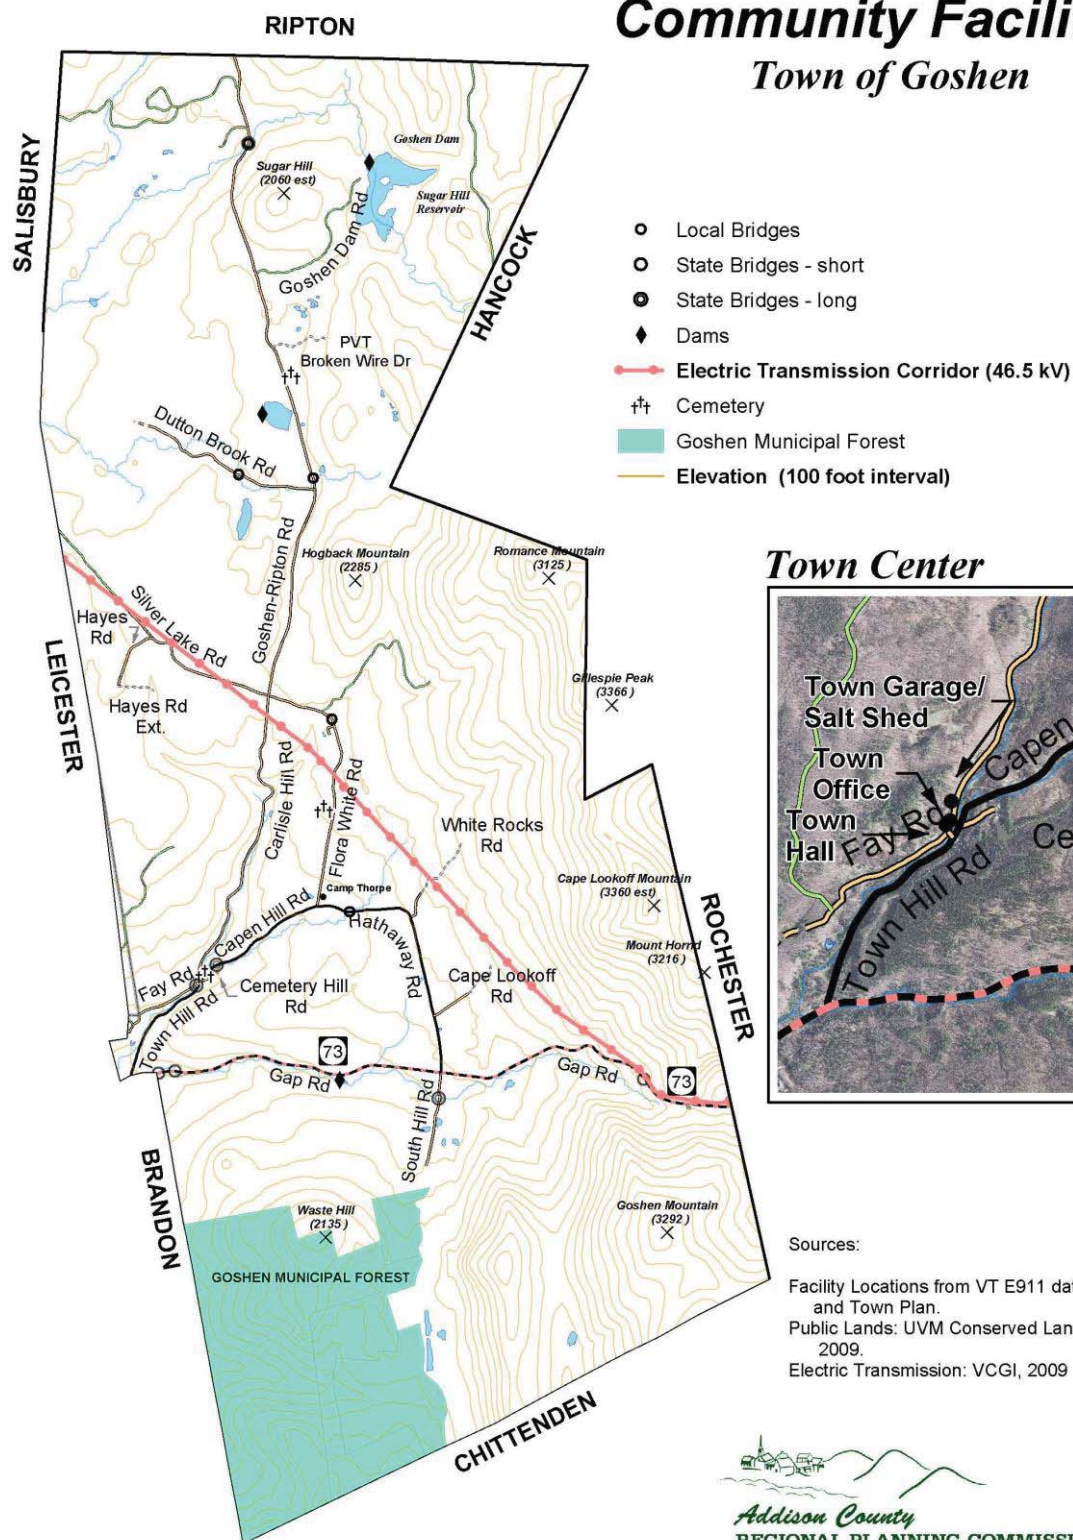 Community Facili
Town of Goshen
RIPTON
SALISBURY
HANCOCK
LEICESTER
ROCHESTER
BRANDON
CHITTENDEN
Goshen Dam
Sugar Hill
(2060 est)
Sugar Hill
Reservoir
Goshen Dam Rd
PVT
Broken Wire Dr
Dutton Brook Rd
Goshen-Ripton Rd
Hogback Mountain
(2285 )
Romance Mountain
(3125 )
Silver Lake Rd
Hayes
Rd
Hayes Rd
Ext.
Gillespie Peak
(3366 )
Carlisle Hill Rd
Flora White Rd
White Rocks
Rd
Cape Lookoff Mountain
(3360 est)
Camp Thorpe
Capen Hill Rd
Hathaway Rd
Mount Horrid
(3216 )
Fay Rd
Cemetery Hill
Rd
Cape Lookoff
Rd
Town Hill Rd
73
Gap Rd
Gap Rd
73
South Hill Rd
Waste Hill
(2135 )
Goshen Mountain
(3292 )
GOSHEN MUNICIPAL FOREST
Local Bridges
State Bridges - short
State Bridges - long
Dams
Electric Transmission Corridor (46.5 kV)
Cemetery
Goshen Municipal Forest
Elevation (100 foot interval)
Town Center
Town Garage/
Salt Shed
Town
Office
Town
Hall
Fay Rd
Capen
Ce
Town Hill Rd
Sources:
Facility Locations from VT E911 dat
and Town Plan.
Public Lands: UVM Conserved Lan
2009.
Electric Transmission: VCGI, 2009
Addison County
REGIONAL PLANNING COMMISSI